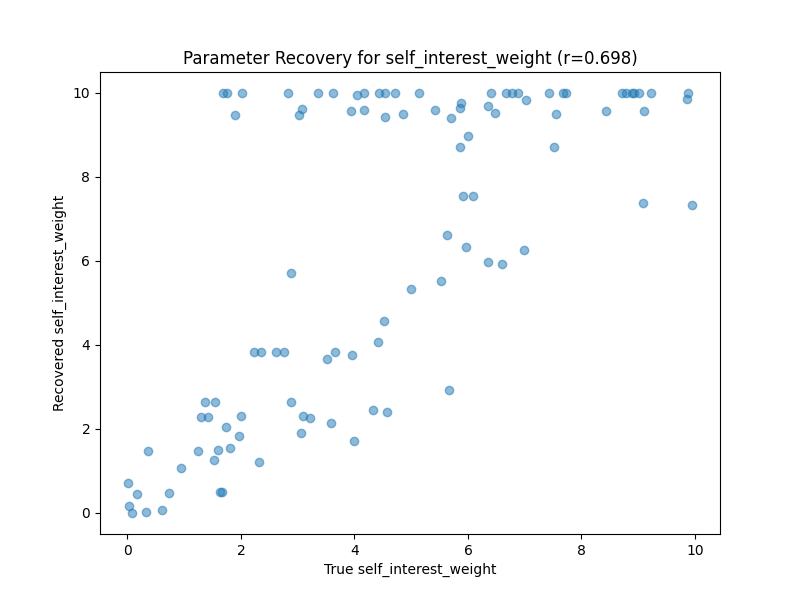 Parameter Recovery for self_interest_weight (r=0.698)
10
8
6
4
2
0
Recovered self_interest_weight
0 2 4 6 8 10
True self_interest_weight